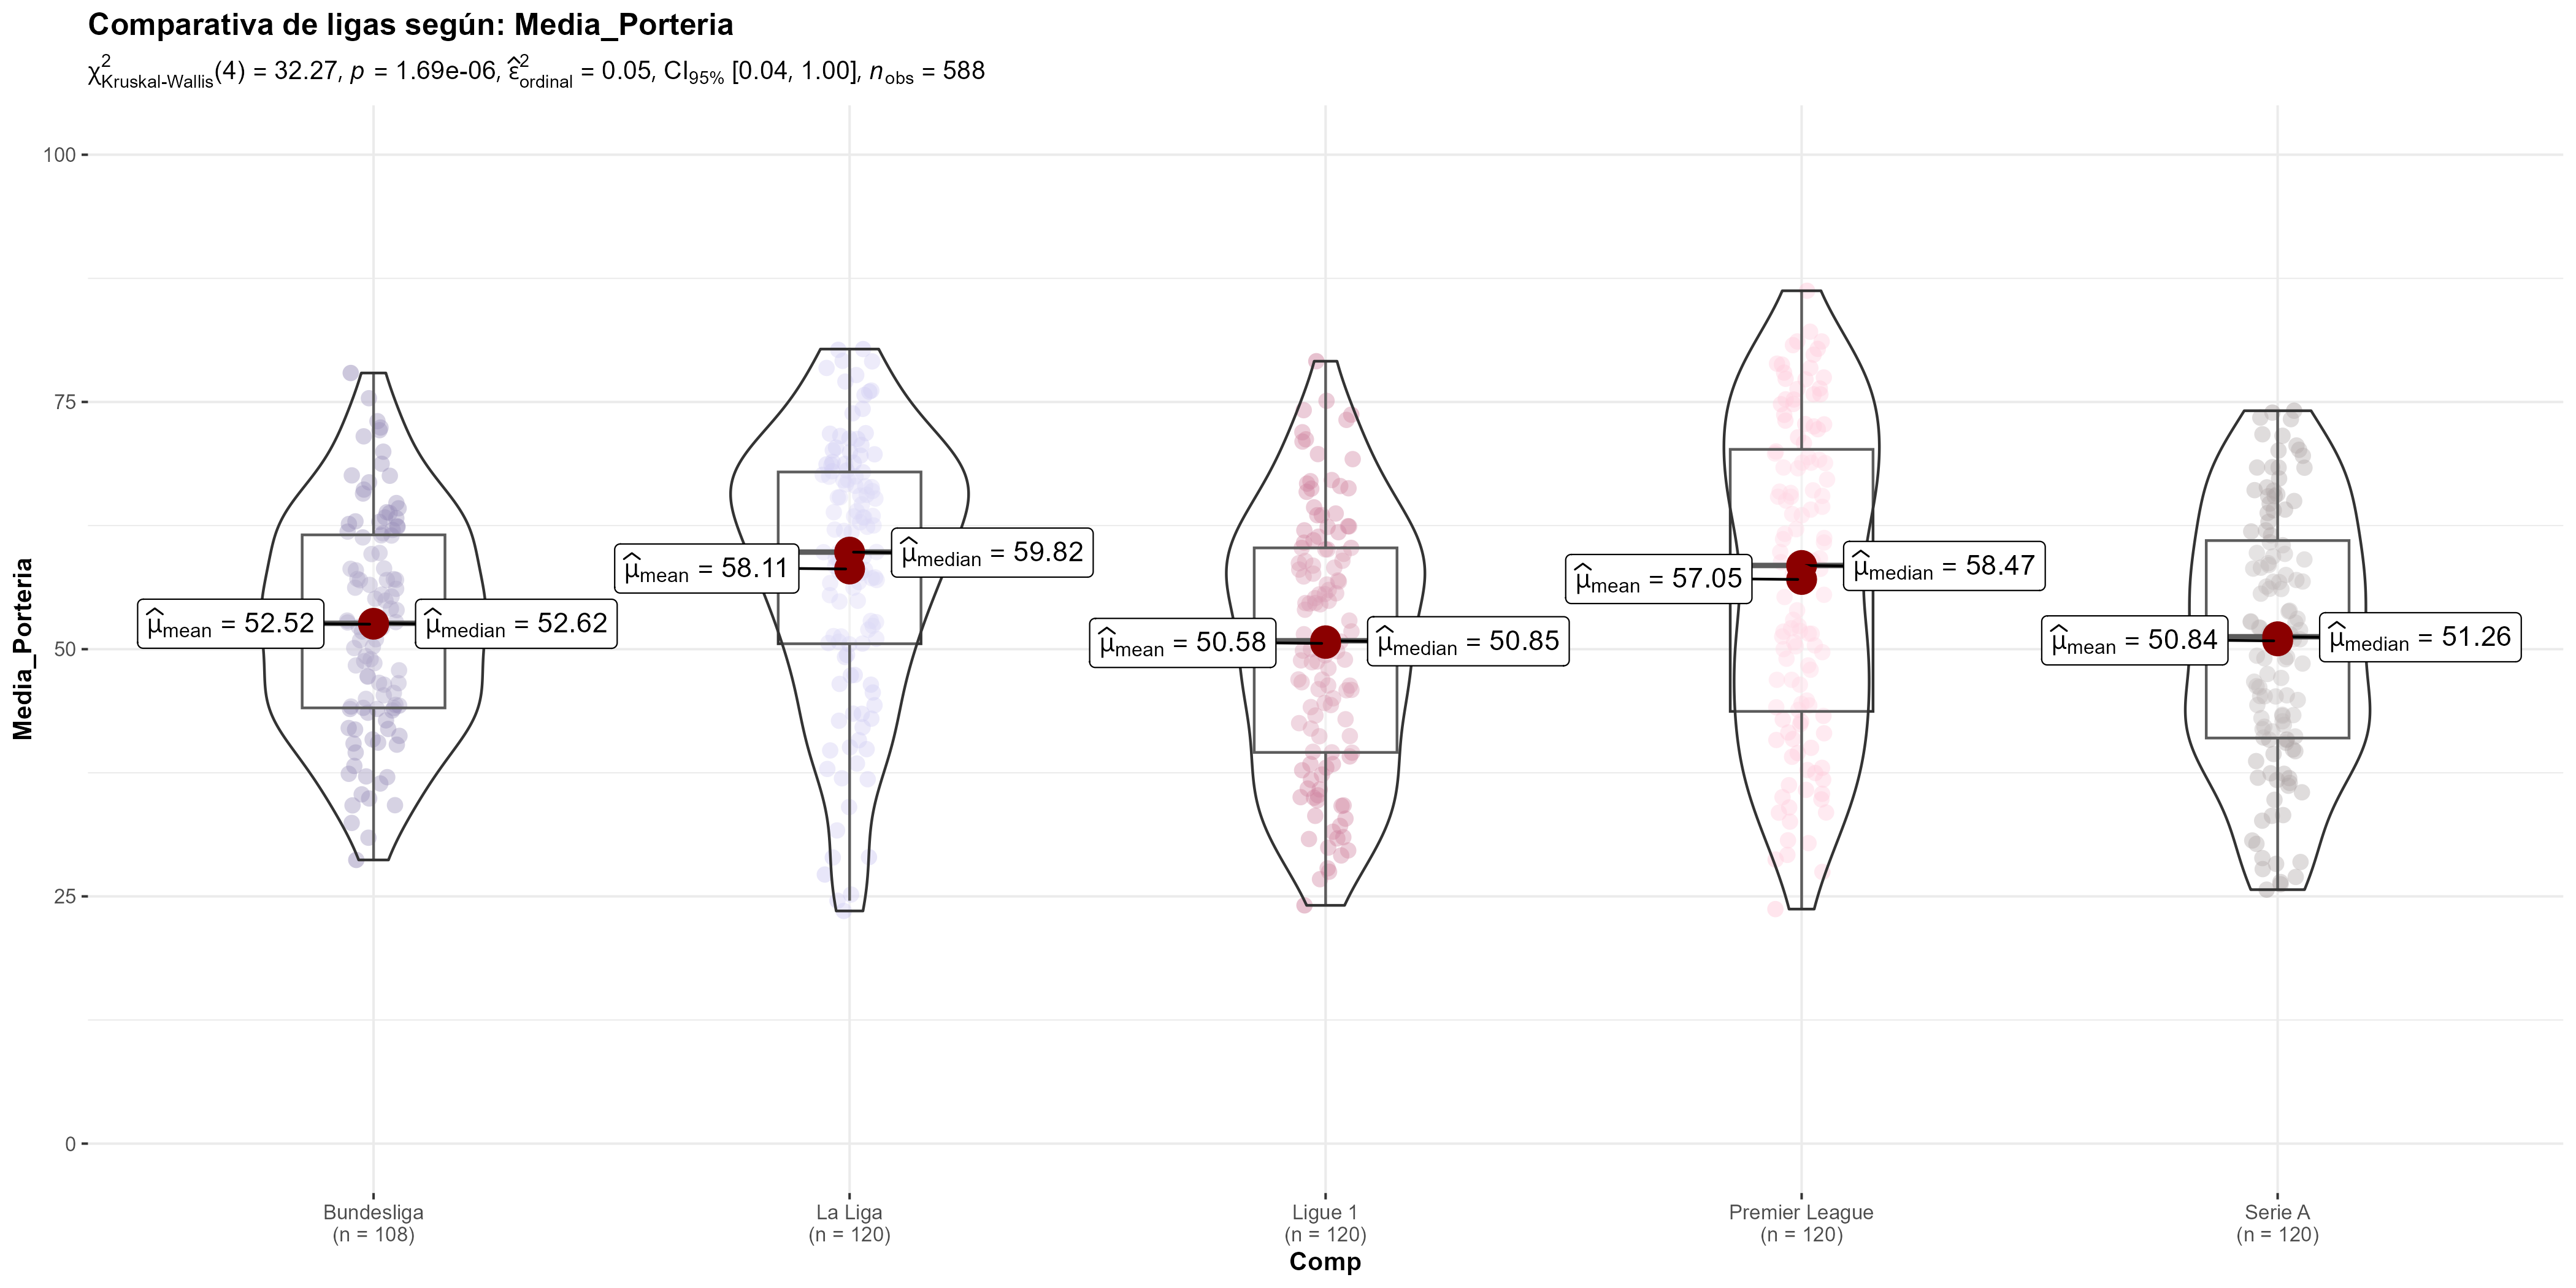 Comparativa de ligas según: Media_Porteria
χ²Kruskal-Wallis(4) = 32.27, p = 1.69e-06, ε̂²ordinal = 0.05, CI95% [0.04, 1.00], nobs = 588
Media_Porteria
100
75
50
25
0
μ̂mean = 52.52
μ̂median = 52.62
μ̂mean = 58.11
μ̂median = 59.82
μ̂mean = 50.58
μ̂median = 50.85
μ̂mean = 57.05
μ̂median = 58.47
μ̂mean = 50.84
μ̂median = 51.26
Bundesliga
(n = 108)
La Liga
(n = 120)
Ligue 1
(n = 120)
Premier League
(n = 120)
Serie A
(n = 120)
Comp